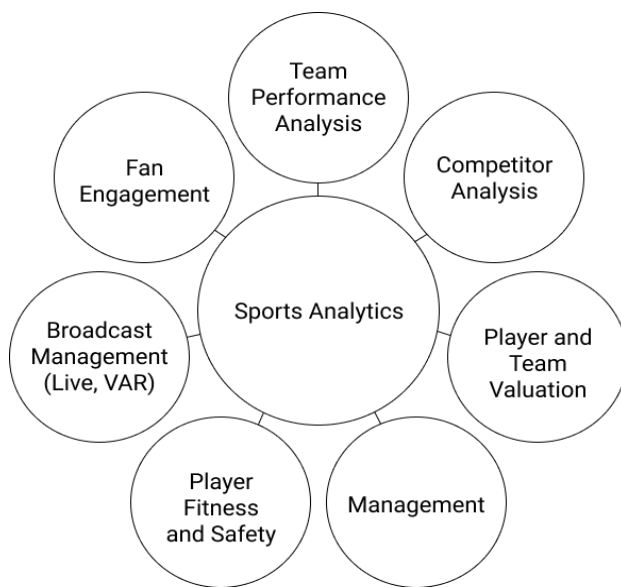 Team
Performance
Analysis
Fan
Engagement
Competitor
Analysis
Sports Analytics
Broadcast
Management
(Live, VAR)
Player and
Team
Valuation
Player
Fitness
and Safety
Management